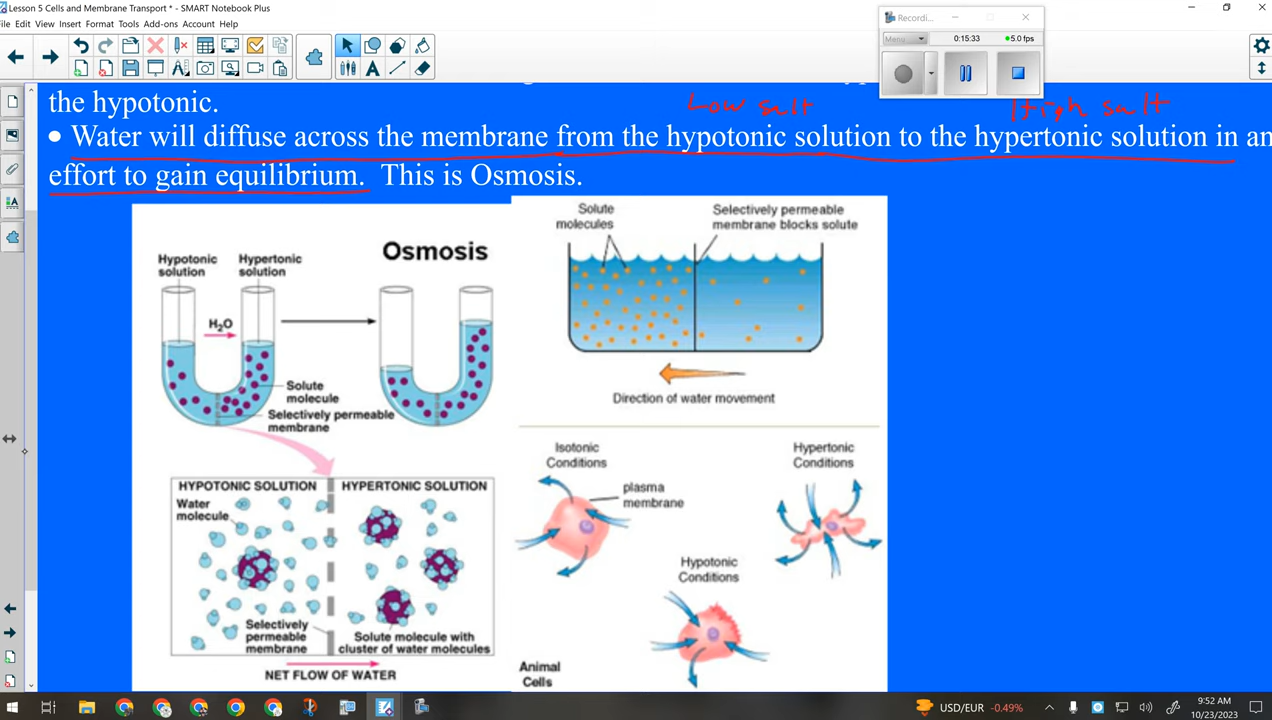 Lesson 5 Cells and Membrane Transport * - SMART Notebook Plus
File Edit View Insert Format Tools Add-ons Account Help
Recordi...
Menu
0:15:33
5.0 fps
the hypotonic.
Low salt
High salt
• Water will diffuse across the membrane from the hypotonic solution to the hypertonic solution in an
effort to gain equilibrium. This is Osmosis.
Osmosis
Hypotonic
solution
Hypertonic
solution
H₂O
Solute
molecule
Selectively permeable
membrane
HYPOTONIC SOLUTION
HYPERTONIC SOLUTION
Water
molecule
Selectively
permeable
membrane
Solute molecule with
cluster of water molecules
NET FLOW OF WATER
Solute
molecules
Selectively permeable
membrane blocks solute
Direction of water movement
Isotonic
Conditions
plasma
membrane
Hypertonic
Conditions
Hypotonic
Conditions
Animal
Cells
USD/EUR -0.49%
9:52 AM
10/23/2023